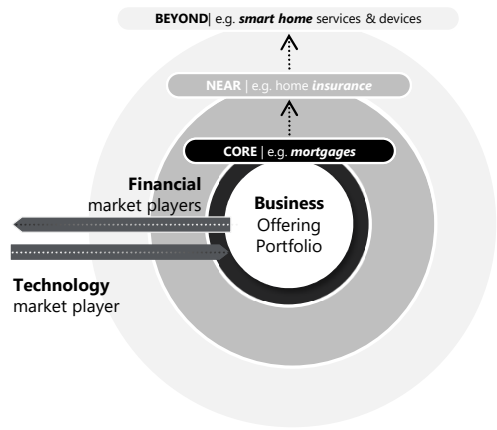 BEYOND| e.g. smart home services & devices
NEAR | e.g. home insurance
CORE | e.g. mortgages
Financial
market players
Business
Offering
Portfolio
Technology
market player